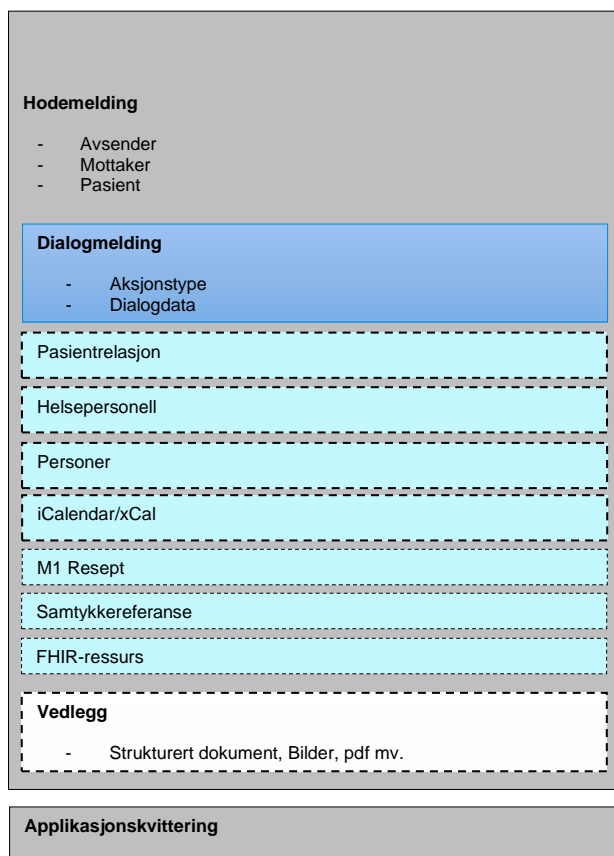 Hodemelding
- Avsender
- Mottaker
- Pasient
Dialogmelding
- Aksjonstype
- Dialogdata
Pasientrelasjon
Helsepersonell
Personer
iCalendar/xCal
M1 Resept
Samtykkereferanse
FHIR-ressurs
Vedlegg
- Strukturert dokument, Bilder, pdf mv.
Applikasjonskvittering